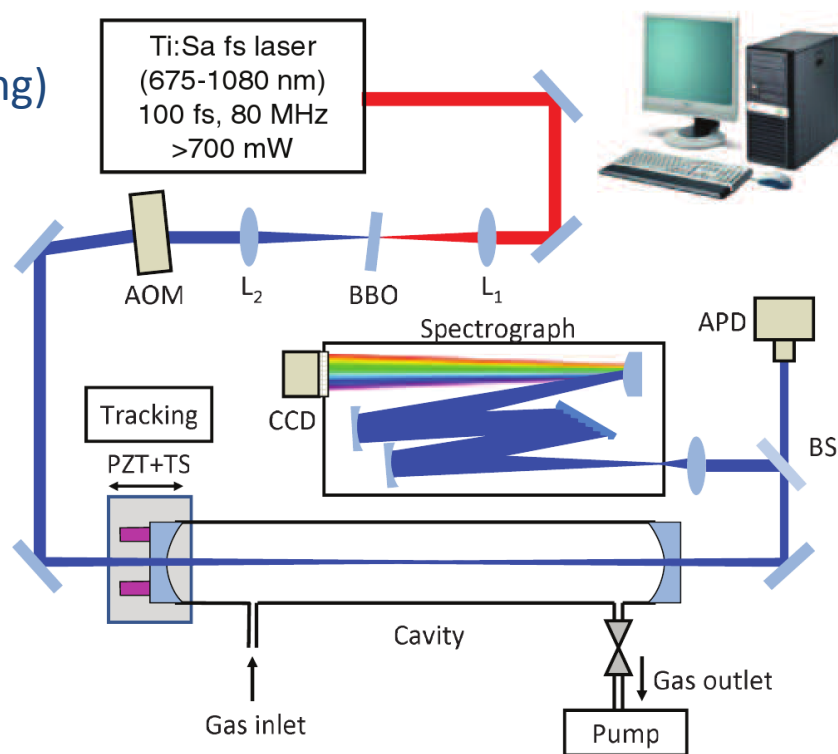 ng)
Ti:Sa fs laser
(675-1080 nm)
100 fs, 80 MHz
>700 mW
AOM
L2
BBO
L1
APD
Spectrograph
CCD
BS
Tracking
PZT+TS
Cavity
Gas inlet
Gas outlet
Pump